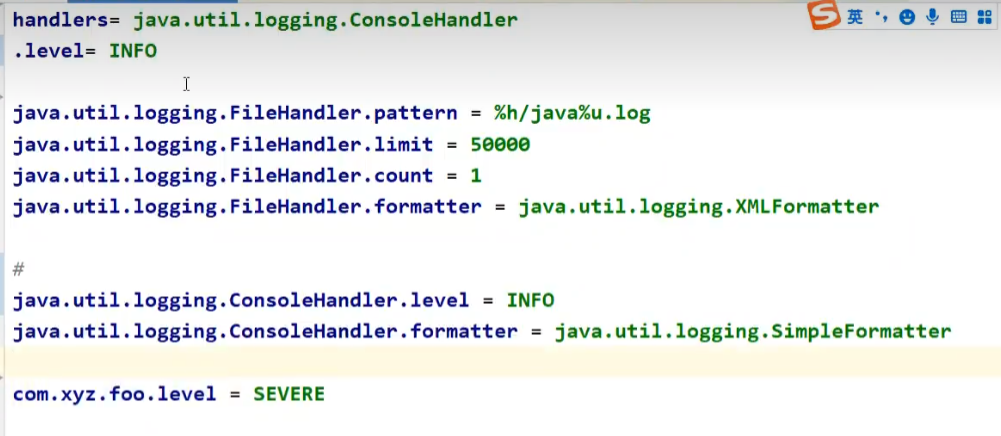 handlers= java.util.logging.ConsoleHandler
S 英 •,
.level= INFO
java.util.logging.FileHandler.pattern = %h/java%u.log
java.util.logging.FileHandler.limit = 50000
java.util.logging.FileHandler.count = 1
java.util.logging.FileHandler.formatter = java.util.logging.XMLFormatter
#
java.util.logging.ConsoleHandler.level = INFO
java.util.logging.ConsoleHandler.formatter = java.util.logging.SimpleFormatter
com.xyz.foo.level = SEVERE